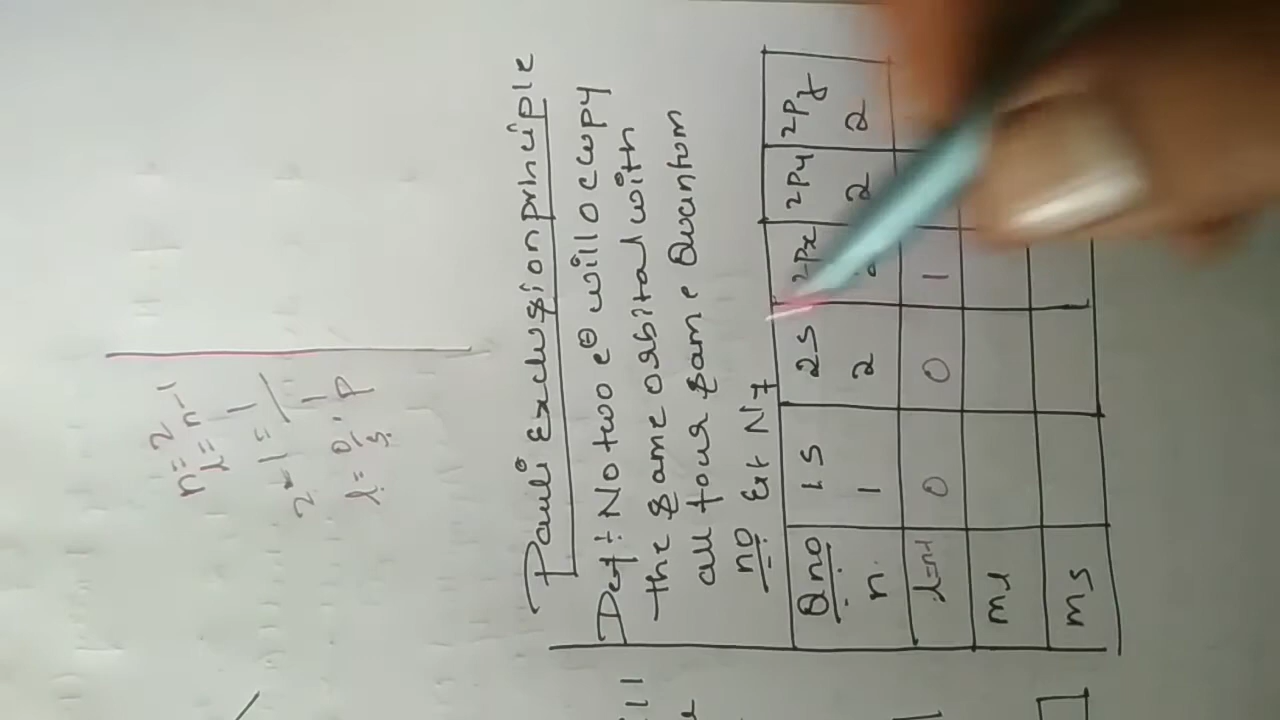 n=2
l=n-1
2-1=1
l=0,1
s, p
Pauli Exclusion principle
Def:- No two e⊖ will occupy
the same orbital with
all four same Quantum
no Ex:- N7
Qno 1S 2S 2Px 2Py 2Pz
n. 1 2 2 2 2
l=n-1 0 0 1
ml
ms